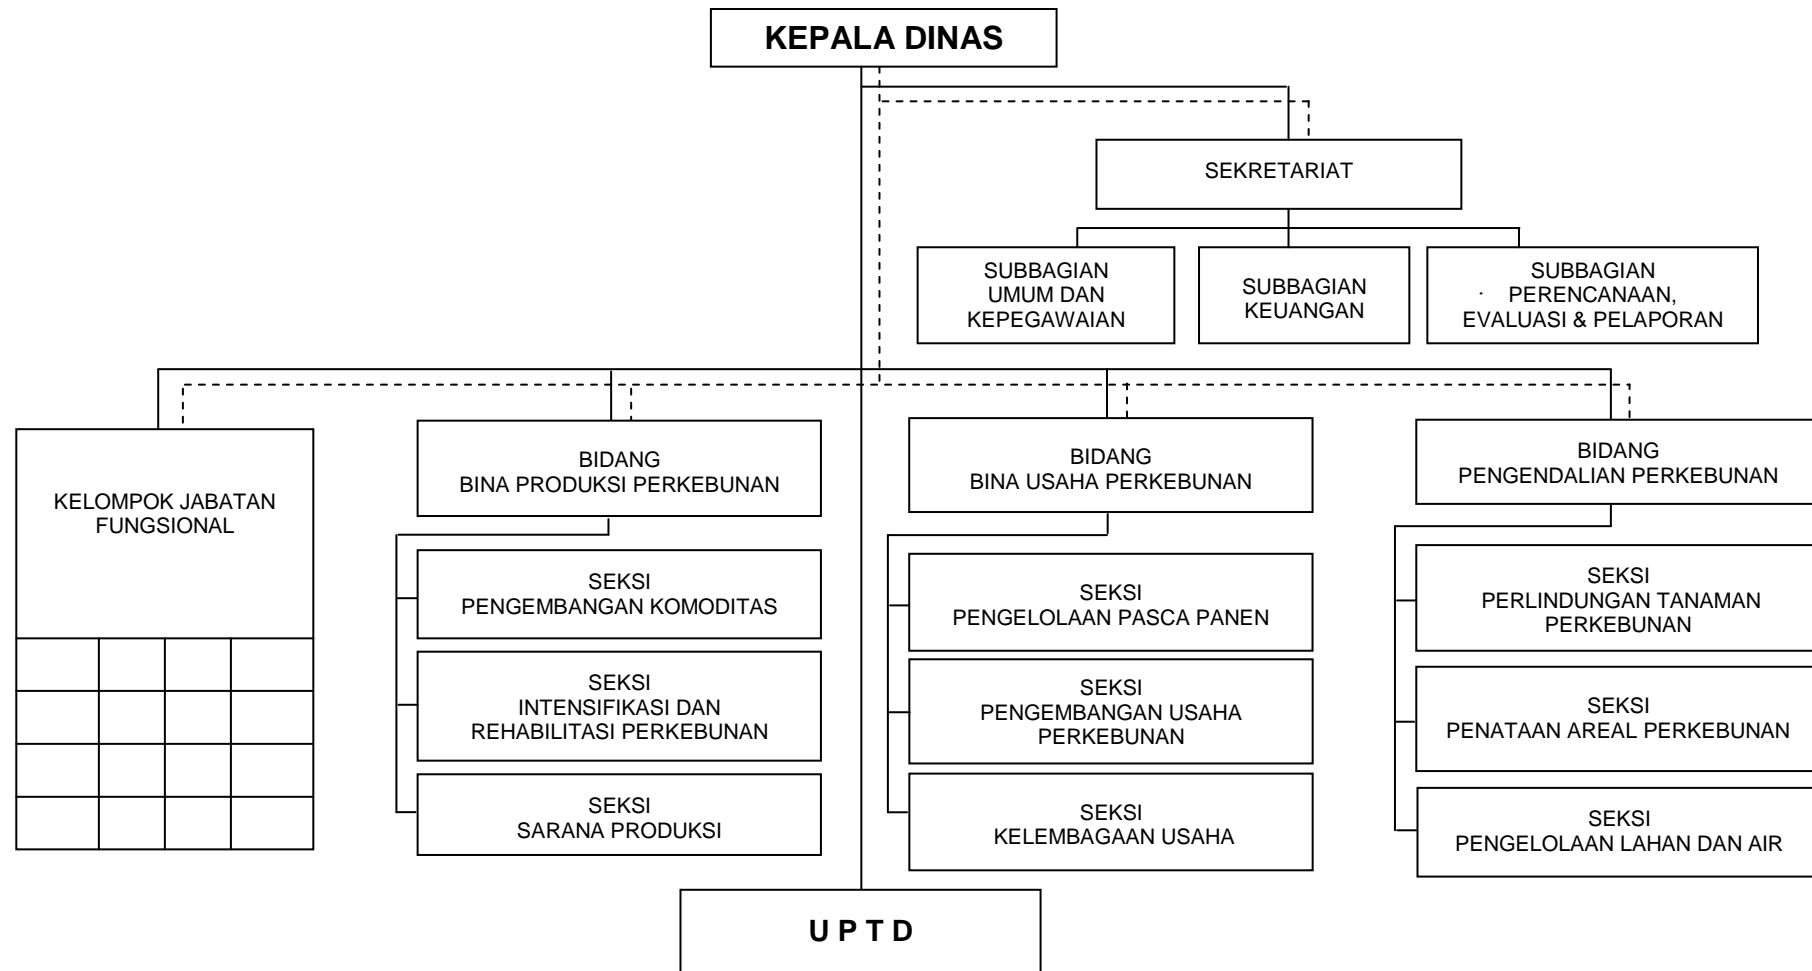 KEPALA DINAS
SEKRETARIAT
SUBBAGIAN
UMUM DAN
KEPEGAWAIAN
SUBBAGIAN
KEUANGAN
SUBBAGIAN
PERENCANAAN,
EVALUASI & PELAPORAN
KELOMPOK JABATAN
FUNGSIONAL
BIDANG
BINA PRODUKSI PERKEBUNAN
SEKSI
PENGEMBANGAN KOMODITAS
SEKSI
INTENSIFIKASI DAN
REHABILITASI PERKEBUNAN
SEKSI
SARANA PRODUKSI
BIDANG
BINA USAHA PERKEBUNAN
SEKSI
PENGELOLAAN PASCA PANEN
SEKSI
PENGEMBANGAN USAHA
PERKEBUNAN
SEKSI
KELEMBAGAAN USAHA
BIDANG
PENGENDALIAN PERKEBUNAN
SEKSI
PERLINDUNGAN TANAMAN
PERKEBUNAN
SEKSI
PENATAAN AREAL PERKEBUNAN
SEKSI
PENGELOLAAN LAHAN DAN AIR
U P T D